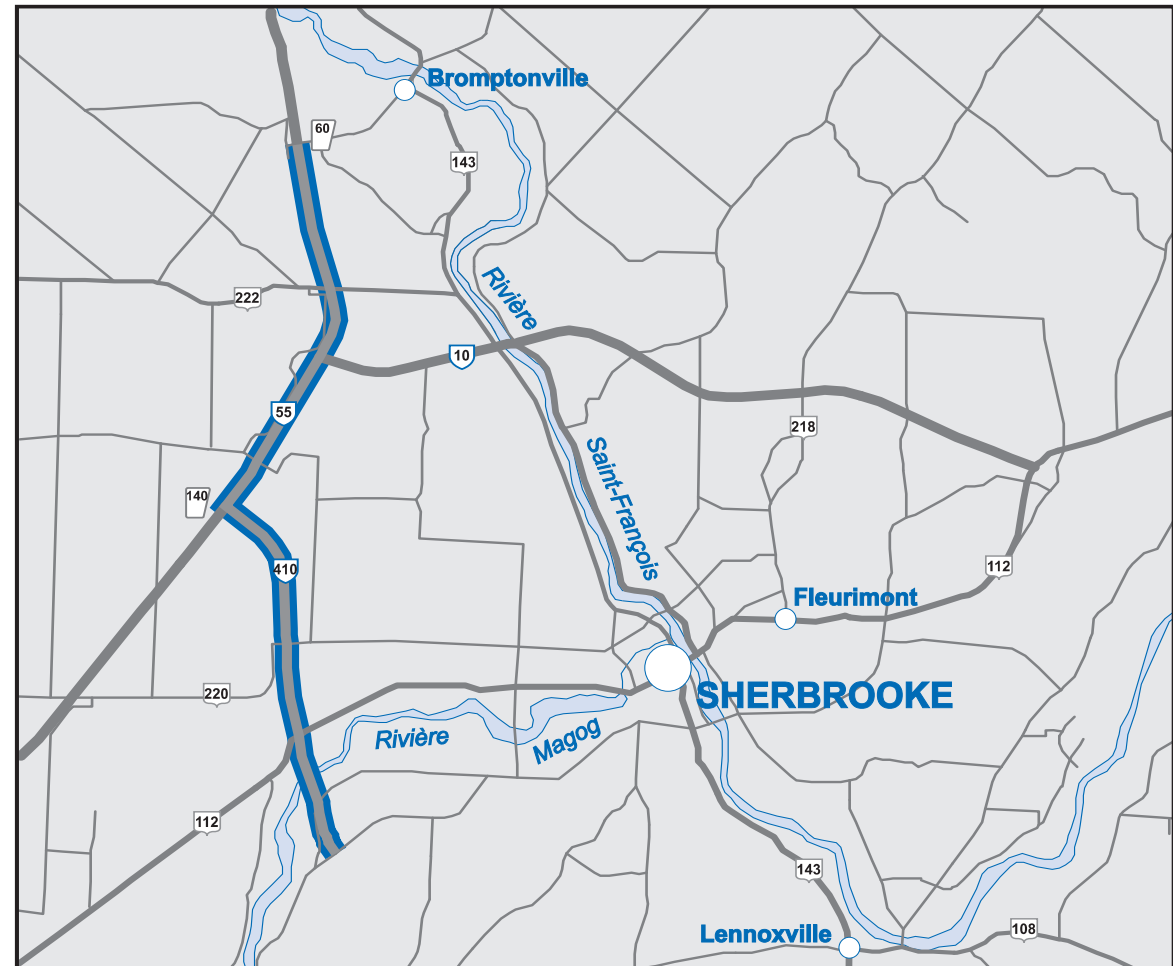 Bromptonville
60
143
Rivière
222
10
55
218
Saint-François
140
410
112
Fleurimont
220
SHERBROOKE
Rivière
Magog
112
143
Lennoxville
108